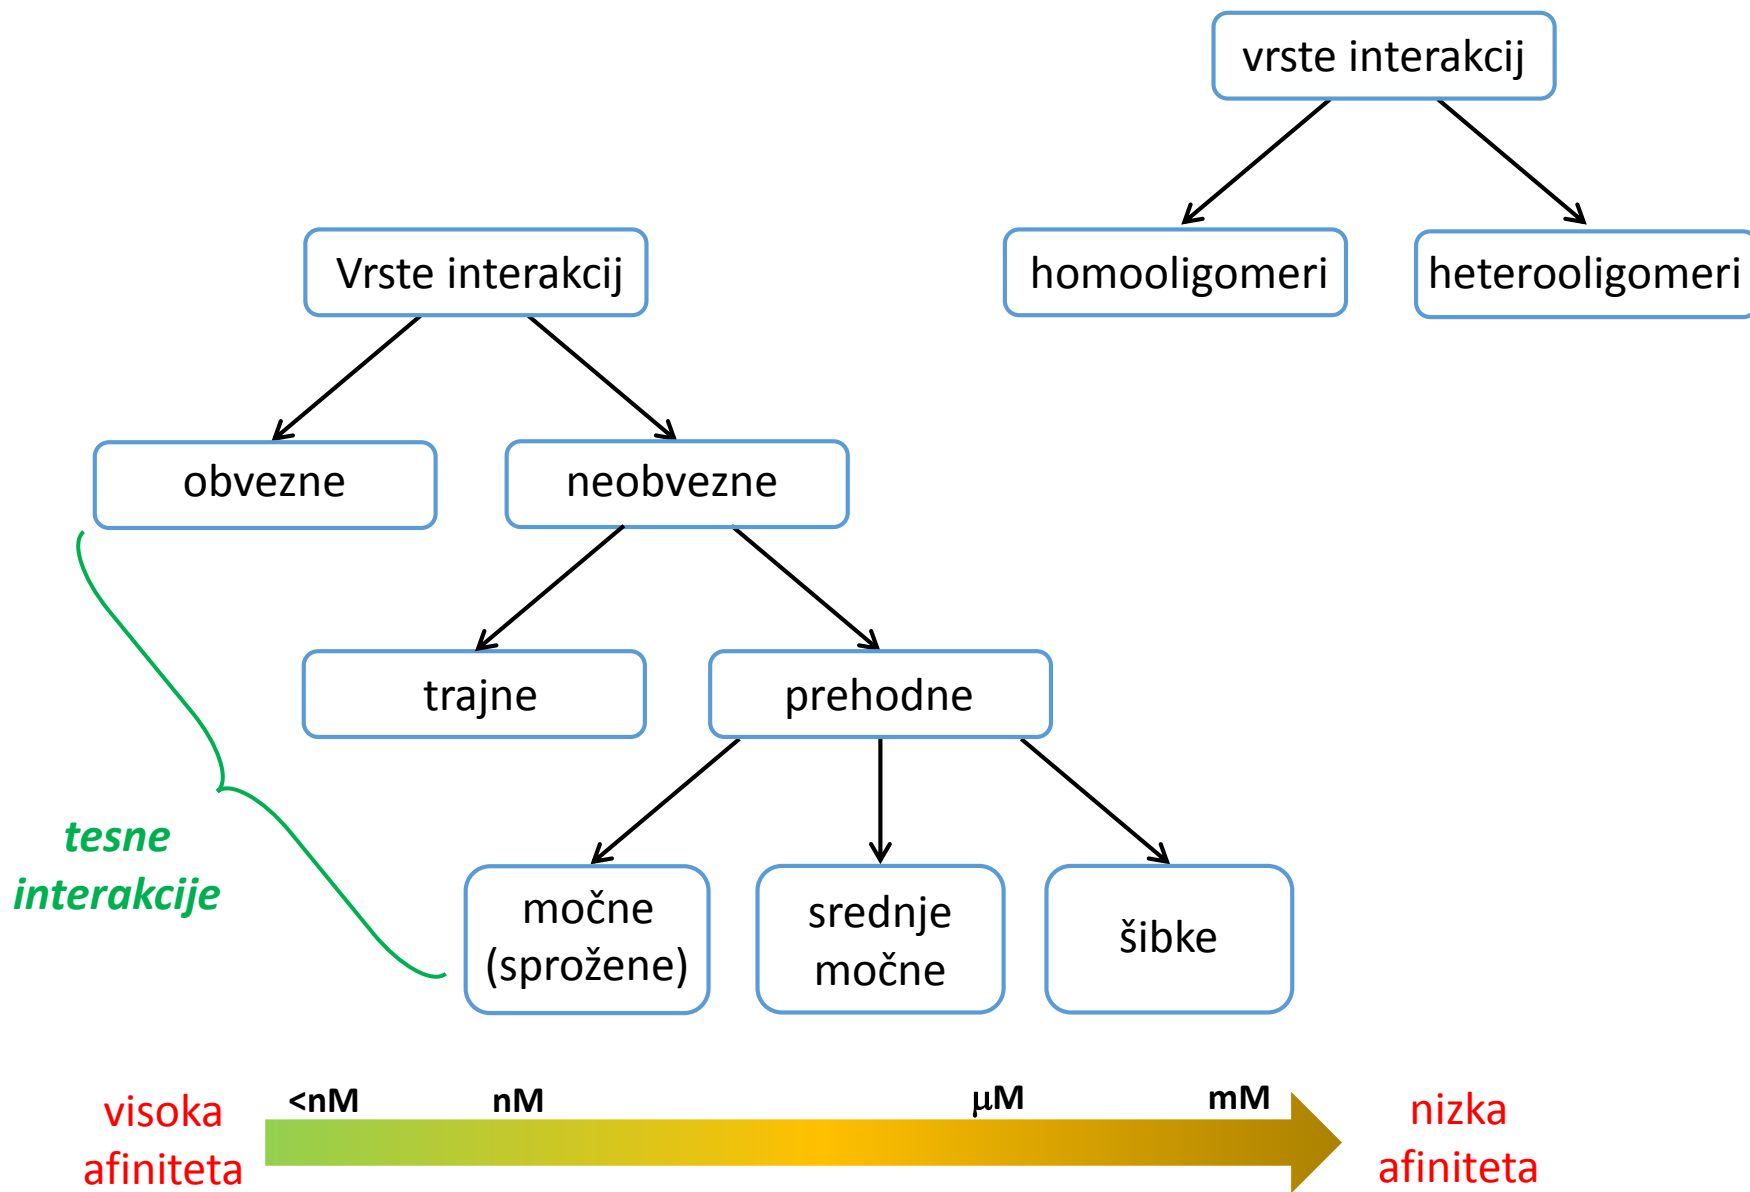 vrste interakcij
homooligomeri
heterooligomeri
Vrste interakcij
obvezne
neobvezne
trajne
prehodne
tesne
interakcije
močne
(sprožene)
srednje
močne
šibke
visoka
afiniteta
<nM
nM
μM
mM
nizka
afiniteta